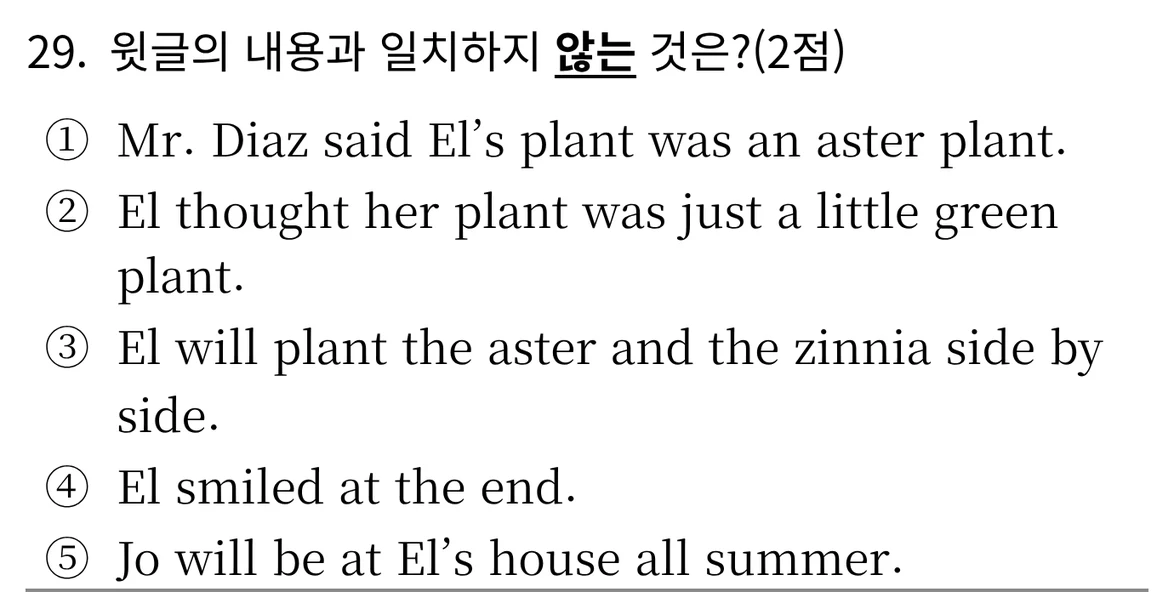 29. 윗글의 내용과 일치하지 않는 것은?(2점)
① Mr. Diaz said El’s plant was an aster plant.
② El thought her plant was just a little green
plant.
③ El will plant the aster and the zinnia side by
side.
④ El smiled at the end.
⑤ Jo will be at El’s house all summer.